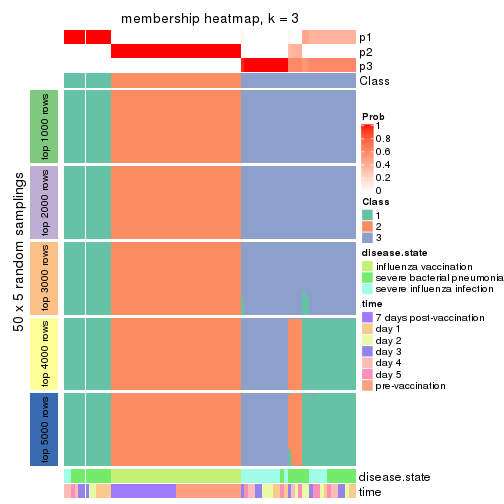 membership heatmap, k = 3
p1
p2
p3
Class
50 x 5 random samplings
top 1000 rows
top 2000 rows
top 3000 rows
top 4000 rows
top 5000 rows
Prob
1
0.8
0.6
0.4
0.2
0
Class
1
2
3
disease.state
influenza vaccination
severe bacterial pneumonia
severe influenza infection
time
7 days post-vaccination
day 1
day 2
day 3
day 4
day 5
pre-vaccination
disease.state
time